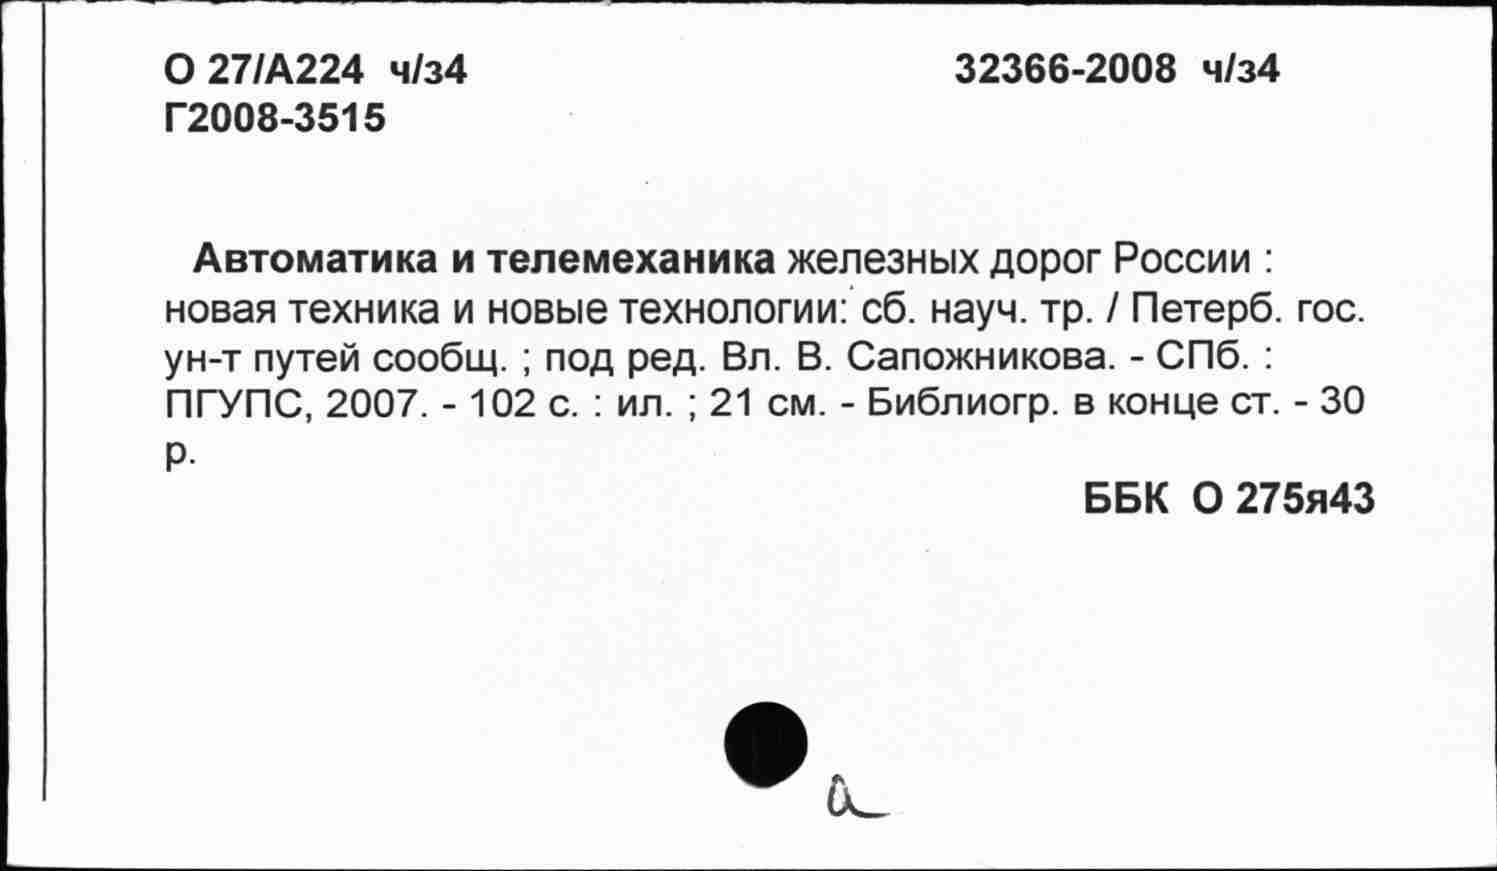 О 27/А224 ч/з4 32366-2008 ч/з4
Г2008-3515
Автоматика и телемеханика железных дорог России :
новая техника и новые технологии: сб. науч. тр. / Петерб. гос.
ун-т путей сообщ. ; под ред. Вл. В. Сапожникова. - СПб. :
ПГУПС, 2007. - 102 с. : ил. ; 21 см. - Библиогр. в конце ст. - 30
р.
ББК О 275я43
а